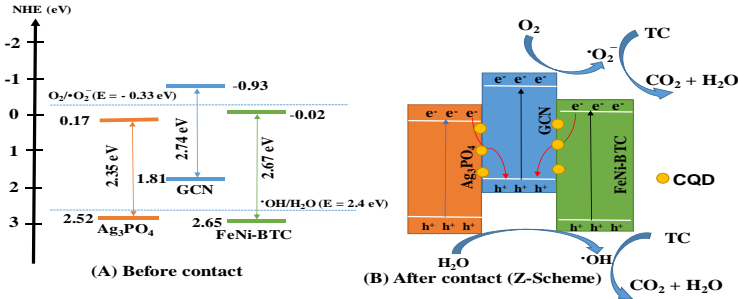 NHE (eV)
(A)
-2
-1
0
1
2
3
O₂/•O₂⁻(E = - 0.33 eV)
-0.93
0.17
-0.02
2.35 eV
2.74 eV
2.67 eV
1.81
GCN
•OH/H₂O (E = 2.4 eV)
2.52
2.65
Ag₃PO₄
FeNi-BTC
(A) Before contact
(B)
O₂
•O₂⁻
TC
CO₂ + H₂O
e⁻ e⁻ e⁻
e⁻ e⁻ e⁻
e⁻ e⁻ e⁻
Ag₃PO₄
GCN
FeNi-BTC
CQD
h⁺ h⁺ h⁺
h⁺ h⁺ h⁺
h⁺ h⁺ h⁺
H₂O
•OH
TC
CO₂ + H₂O
(B) After contact (Z-Scheme)